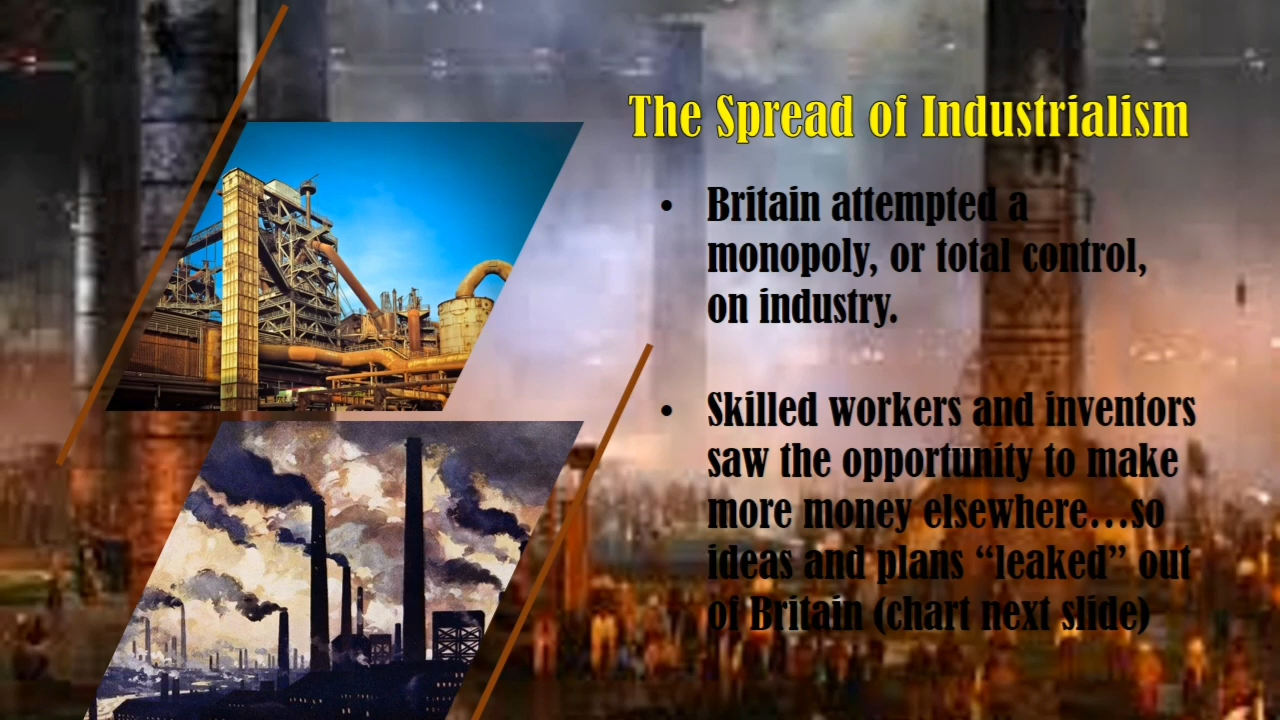 The Spread of Industrialism
• Britain attempted a
monopoly, or total control,
on industry.
• Skilled workers and inventors
saw the opportunity to make
more money elsewhere…so
ideas and plans “leaked” out
of Britain (chart next slide)